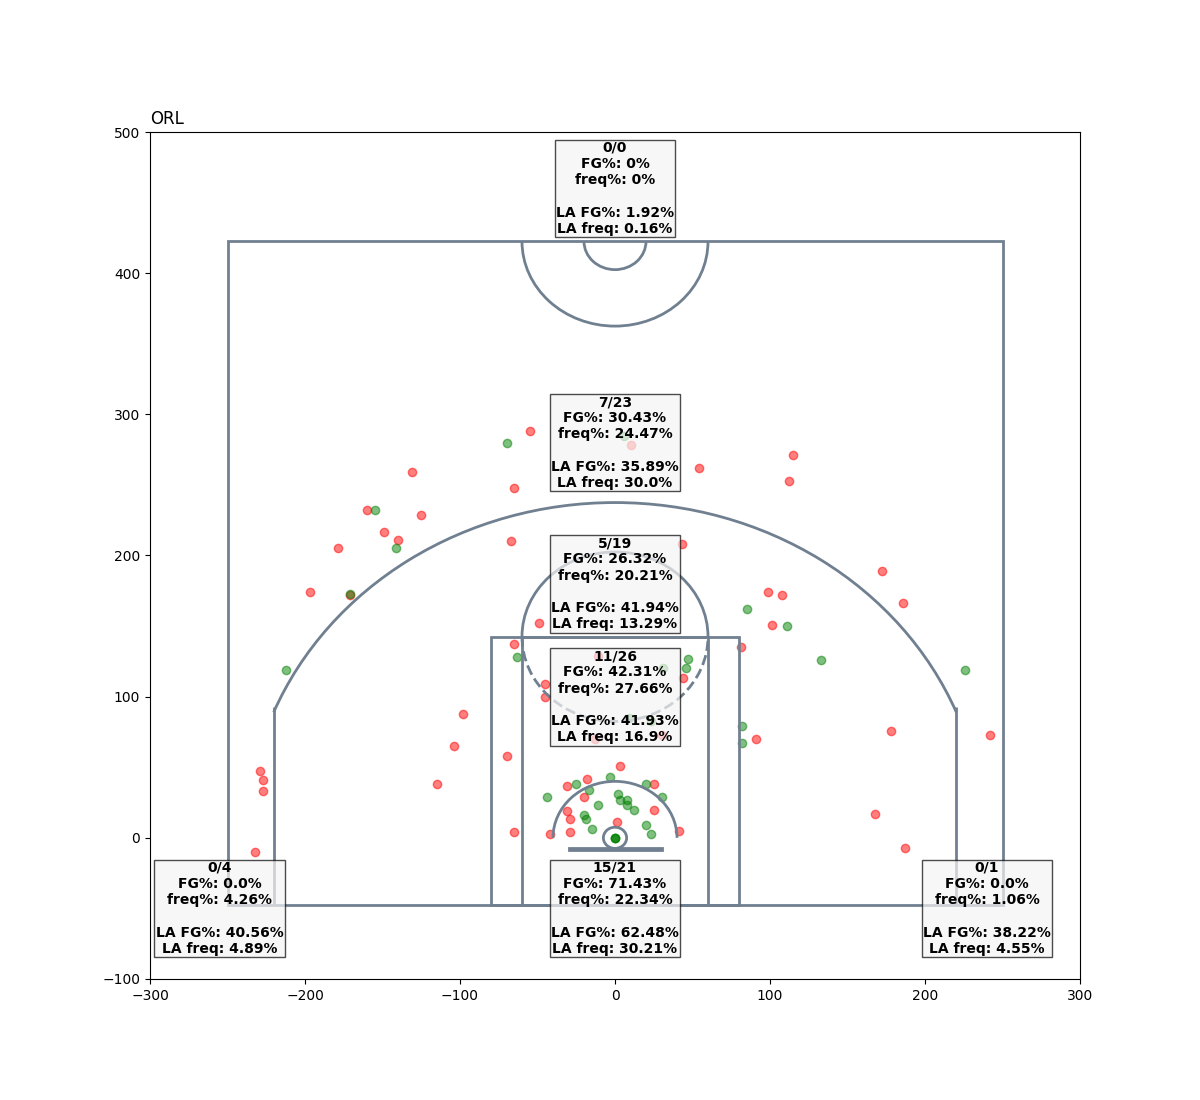 ORL
500
0/0
FG%: 0%
freq%: 0%
LA FG%: 1.92%
LA freq: 0.16%
400
7/23
FG%: 30.43%
freq%: 24.47%
LA FG%: 35.89%
LA freq: 30.0%
300
5/19
FG%: 26.32%
freq%: 20.21%
LA FG%: 41.94%
LA freq: 13.29%
200
11/26
FG%: 42.31%
freq%: 27.66%
LA FG%: 41.93%
LA freq: 16.9%
100
0
0/4
FG%: 0.0%
freq%: 4.26%
LA FG%: 40.56%
LA freq: 4.89%
15/21
FG%: 71.43%
freq%: 22.34%
LA FG%: 62.48%
LA freq: 30.21%
0/1
FG%: 0.0%
freq%: 1.06%
LA FG%: 38.22%
LA freq: 4.55%
−100
−300 −200 −100 0 100 200 300